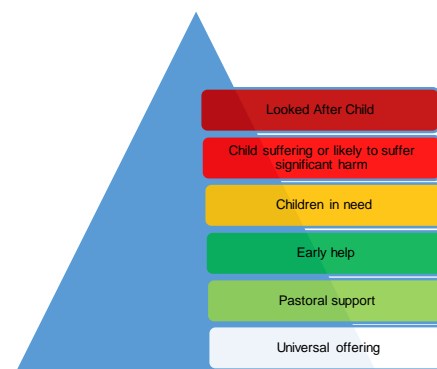 Looked After Child
Child suffering or likely to suffer
significant harm
Children in need
Early help
Pastoral support
Universal offering